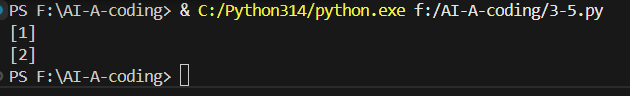 PS F:\AI-A-coding> & C:/Python314/python.exe f:/AI-A-coding/3-5.py
[1]
[2]
PS F:\AI-A-coding>